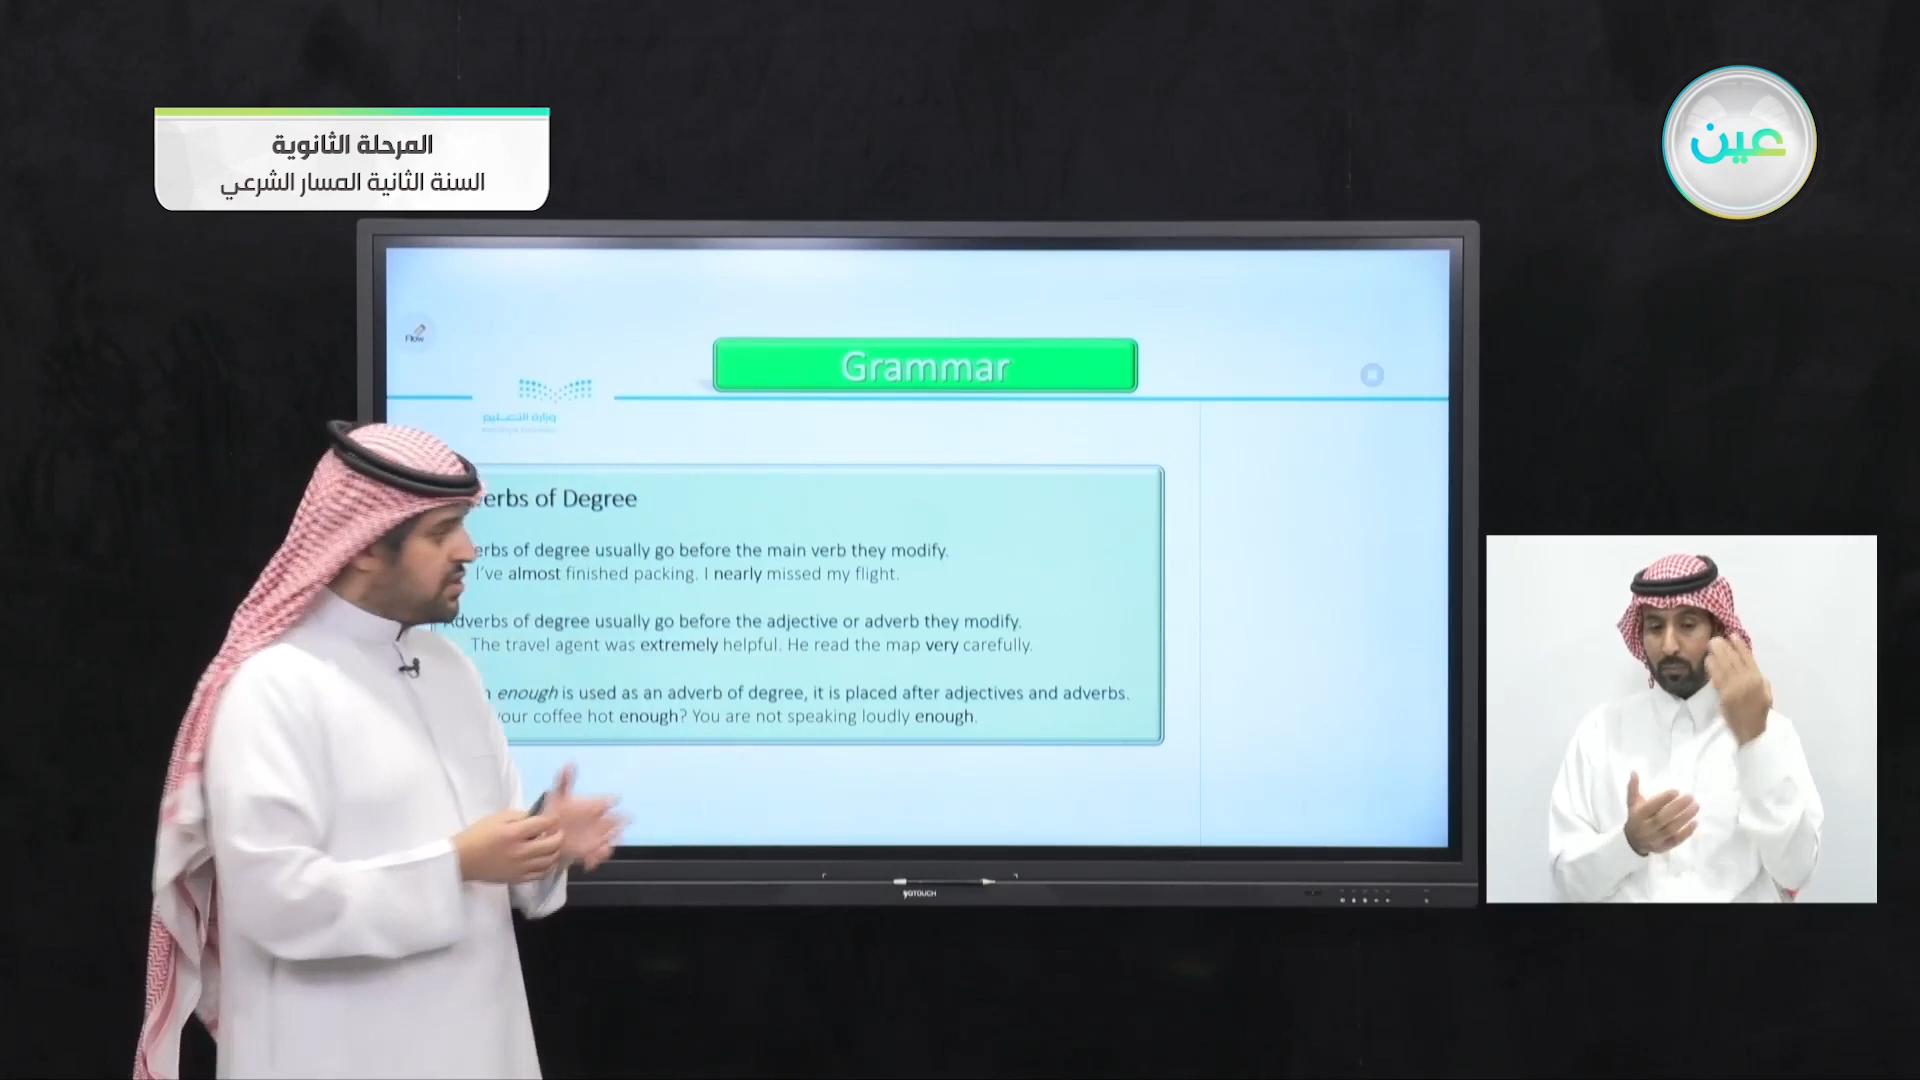 المرحلة الثانوية
السنة الثانية المسار الشرعي
عين
Flow
Grammar
وزارة التعليم
of Degree
of degree usually go before the main verb they modify.
I've almost finished packing. I nearly missed my flight.
Adverbs of degree usually go before the adjective or adverb they modify.
The travel agent was extremely helpful. He read the map very carefully.
enough is used as an adverb of degree, it is placed after adjectives and adverbs.
your coffee hot enough? You are not speaking loudly enough.